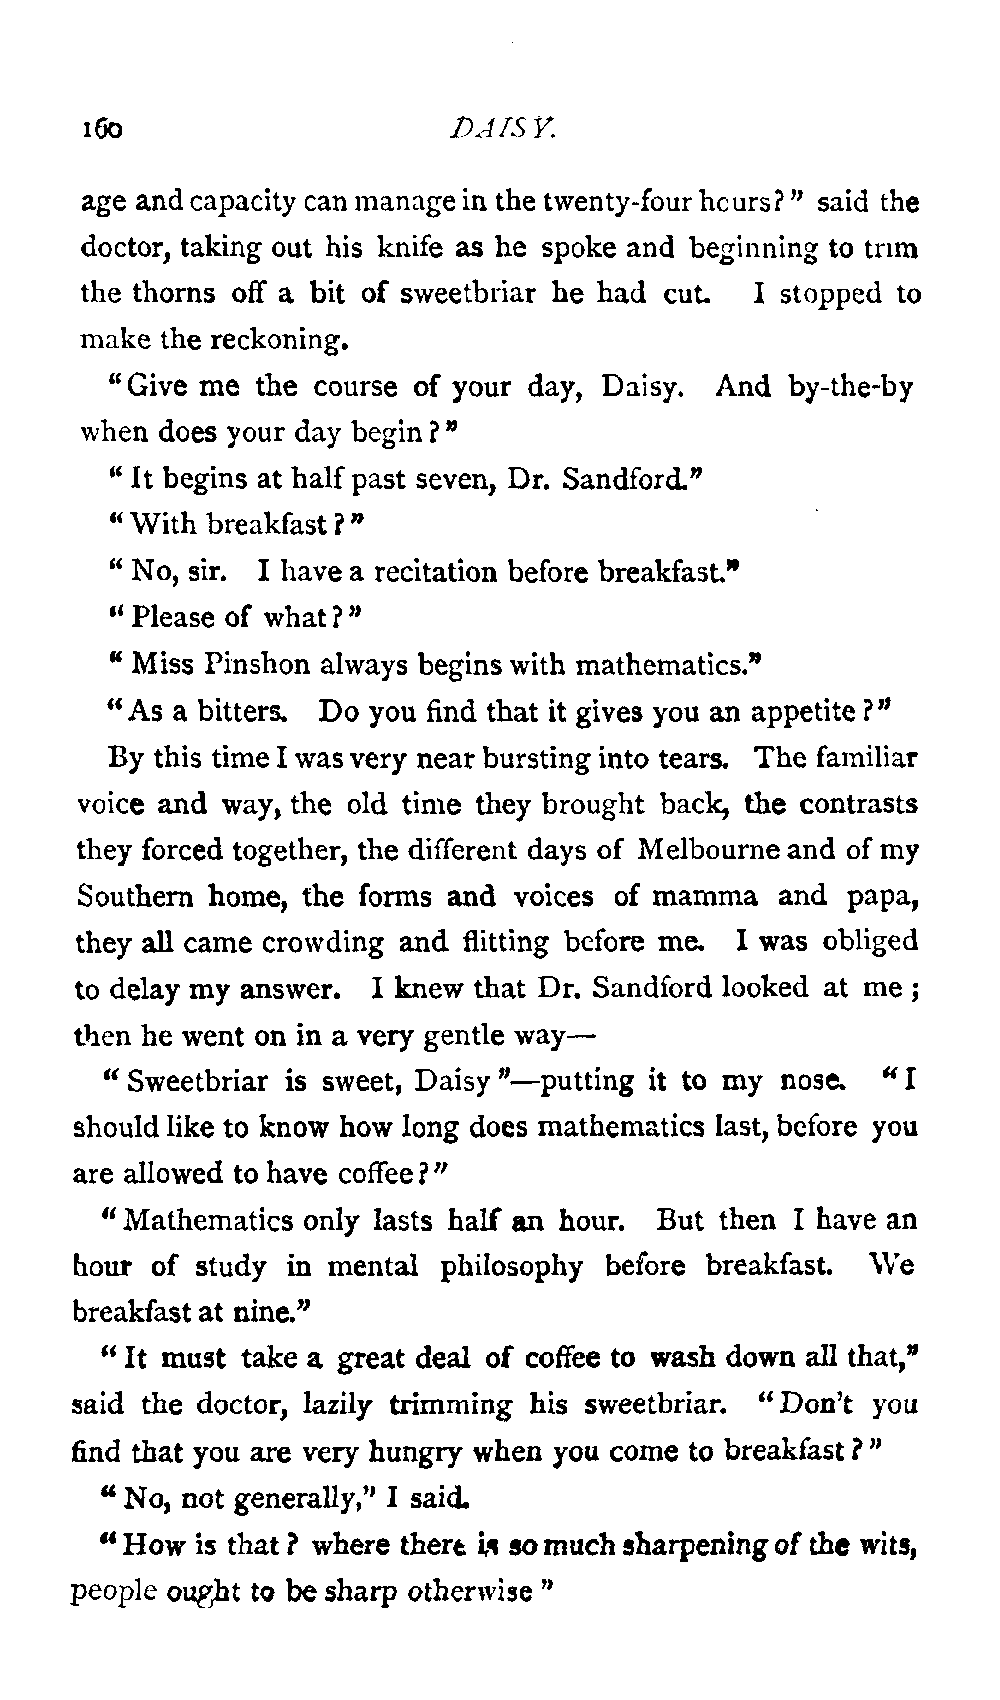 160 DAISY.
age and capacity can manage in the twenty-four hours?" said the
doctor, taking out his knife as he spoke and beginning to trim
the thorns off a bit of sweetbriar he had cut. I stopped to
make the reckoning.
"Give me the course of your day, Daisy. And by-the-by
when does your day begin?"
"It begins at half past seven, Dr. Sandford."
"With breakfast?"
"No, sir. I have a recitation before breakfast."
"Please of what?"
"Miss Pinshon always begins with mathematics."
"As a bitters. Do you find that it gives you an appetite?"
By this time I was very near bursting into tears. The familiar
voice and way, the old time they brought back, the contrasts
they forced together, the different days of Melbourne and of my
Southern home, the forms and voices of mamma and papa,
they all came crowding and flitting before me. I was obliged
to delay my answer. I knew that Dr. Sandford looked at me;
then he went on in a very gentle way—
"Sweetbriar is sweet, Daisy"—putting it to my nose. "I
should like to know how long does mathematics last, before you
are allowed to have coffee?"
"Mathematics only lasts half an hour. But then I have an
hour of study in mental philosophy before breakfast. We
breakfast at nine."
"It must take a great deal of coffee to wash down all that,"
said the doctor, lazily trimming his sweetbriar. "Don't you
find that you are very hungry when you come to breakfast?"
"No, not generally," I said.
"How is that? where there is so much sharpening of the wits,
people ought to be sharp otherwise"